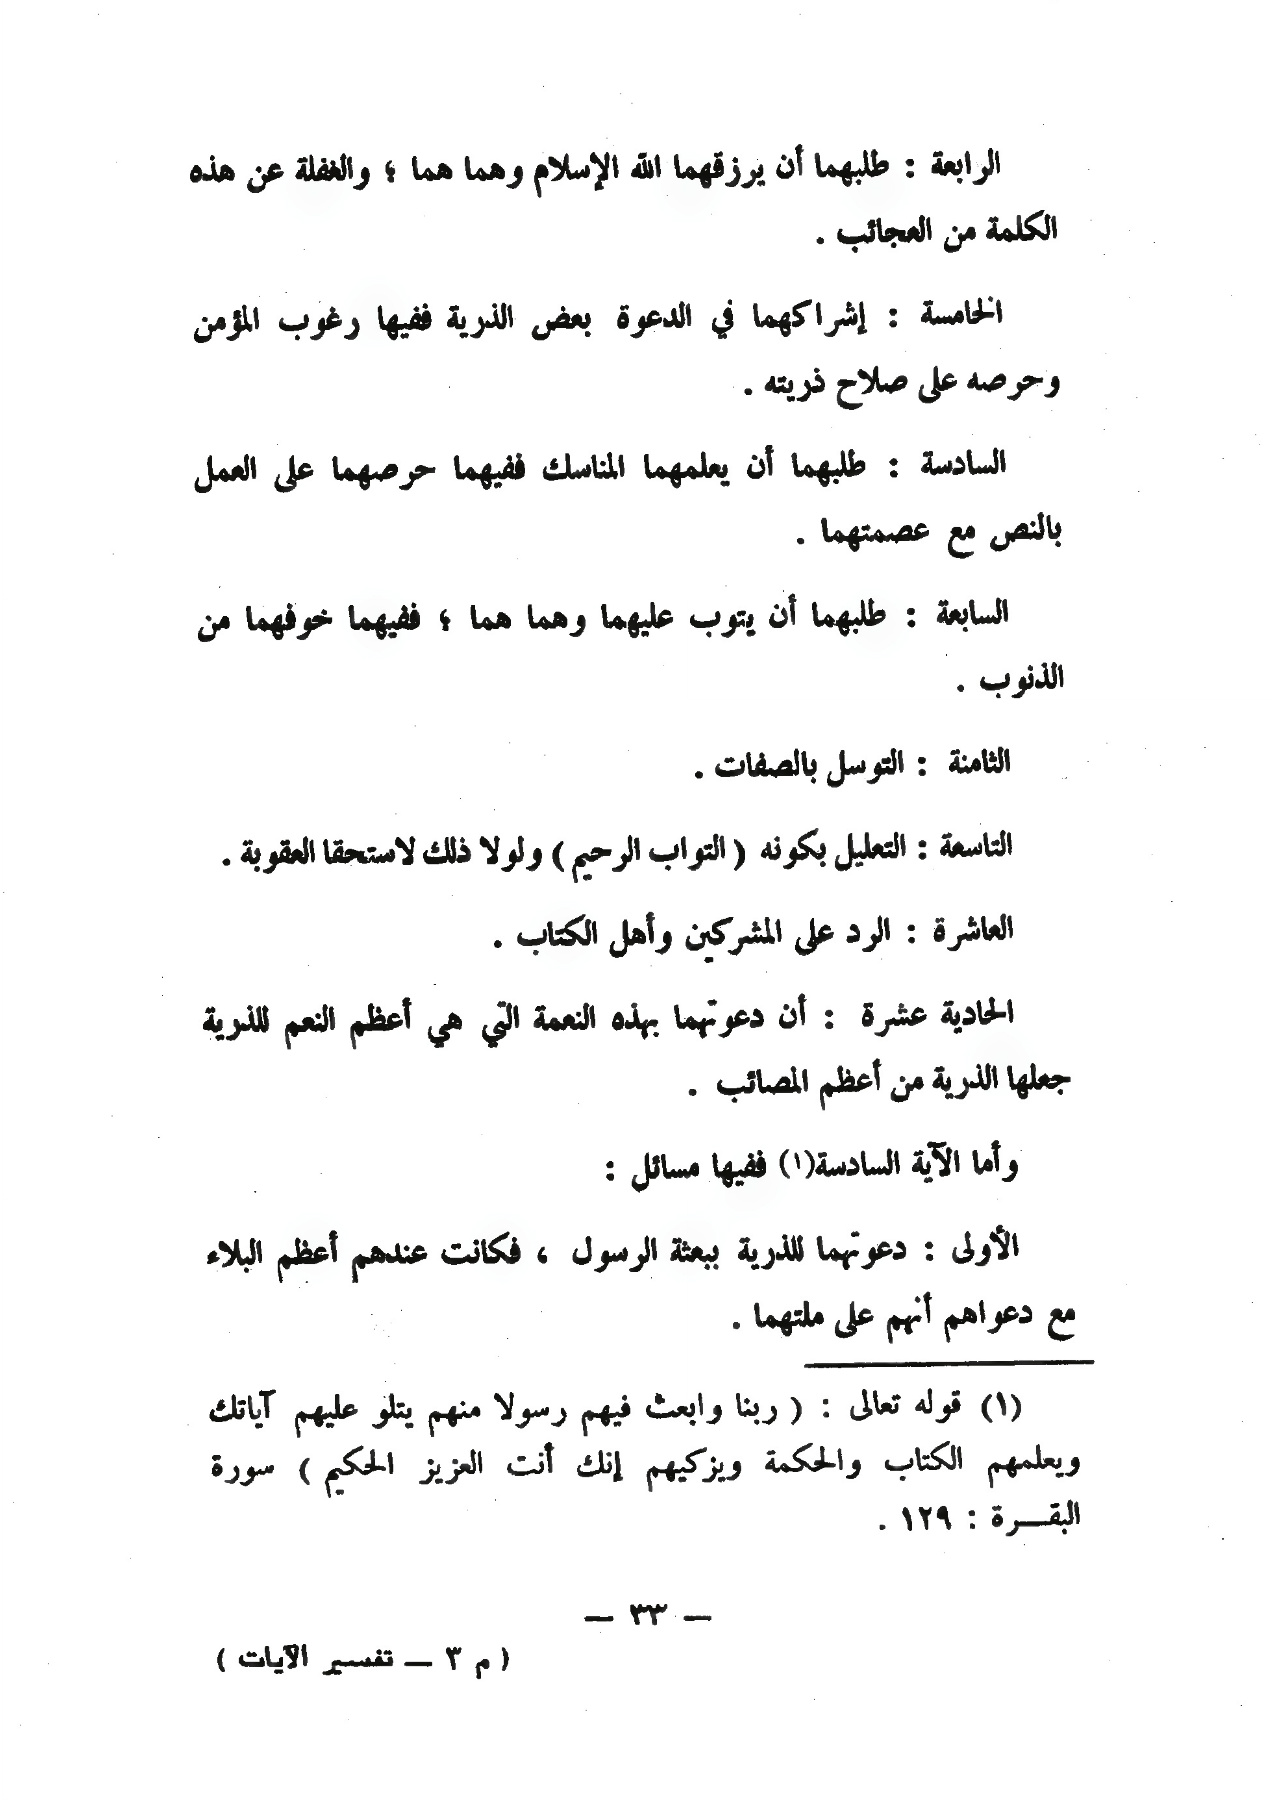 الرابعة : طلبهما أن يرزقهما الله الإسلام وهما هما ؛ والغفلة عن هذه
الكلمة من العجائب .
الخامسة : إشراكهما في الدعوة بعض الذرية ففيها رغوب المؤمن
وحرصه على صلاح ذريته .
السادسة : طلبهما أن يعلمهما المناسك ففيهما حرصهما على العمل
بالنص مع عصمتهما .
السابعة : طلبهما أن يتوب عليهما وهما هما ؛ ففيهما خوفهما من
الذنوب .
الثامنة : التوسل بالصفات .
التاسعة : التعليل بكونه ( التواب الرحيم ) ولولا ذلك لاستحقا العقوبة .
العاشرة : الرد على المشركين وأهل الكتاب .
الحادية عشرة : أن دعوتهما بهذه النعمة التي هي أعظم النعم للذرية
جعلها الذرية من أعظم المصائب .
وأما الآية السادسة(١) ففيها مسائل :
الأولى : دعوتهما للذرية ببعثة الرسول ، فكانت عندهم أعظم البلاء
مع دعواهم أنهم على ملتهما .
(١) قوله تعالى : ( ربنا وابعث فيهم رسولا منهم يتلو عليهم آياتك
ويعلمهم الكتاب والحكمة ويزكيهم إنك أنت العزيز الحكيم ) سورة
البقــرة : ١٢٩ .
— ٣٣ —
( م ٣ — تفسير الآيات )